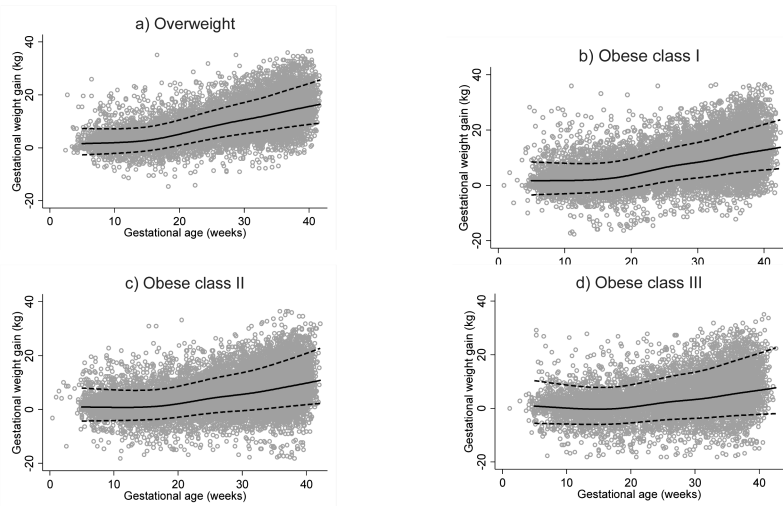 a) Overweight
Gestational weight gain (kg)
40
20
0
-20
0 10 20 30 40
Gestational age (weeks)
b) Obese class I
Gestational weight gain (kg)
40
20
0
-20
0 10 20 30 40
c) Obese class II
Gestational weight gain (kg)
40
20
0
-20
0 10 20 30 40
Gestational age (weeks)
d) Obese class III
Gestational weight gain (kg)
40
20
0
-20
0 10 20 30 40
Gestational age (weeks)